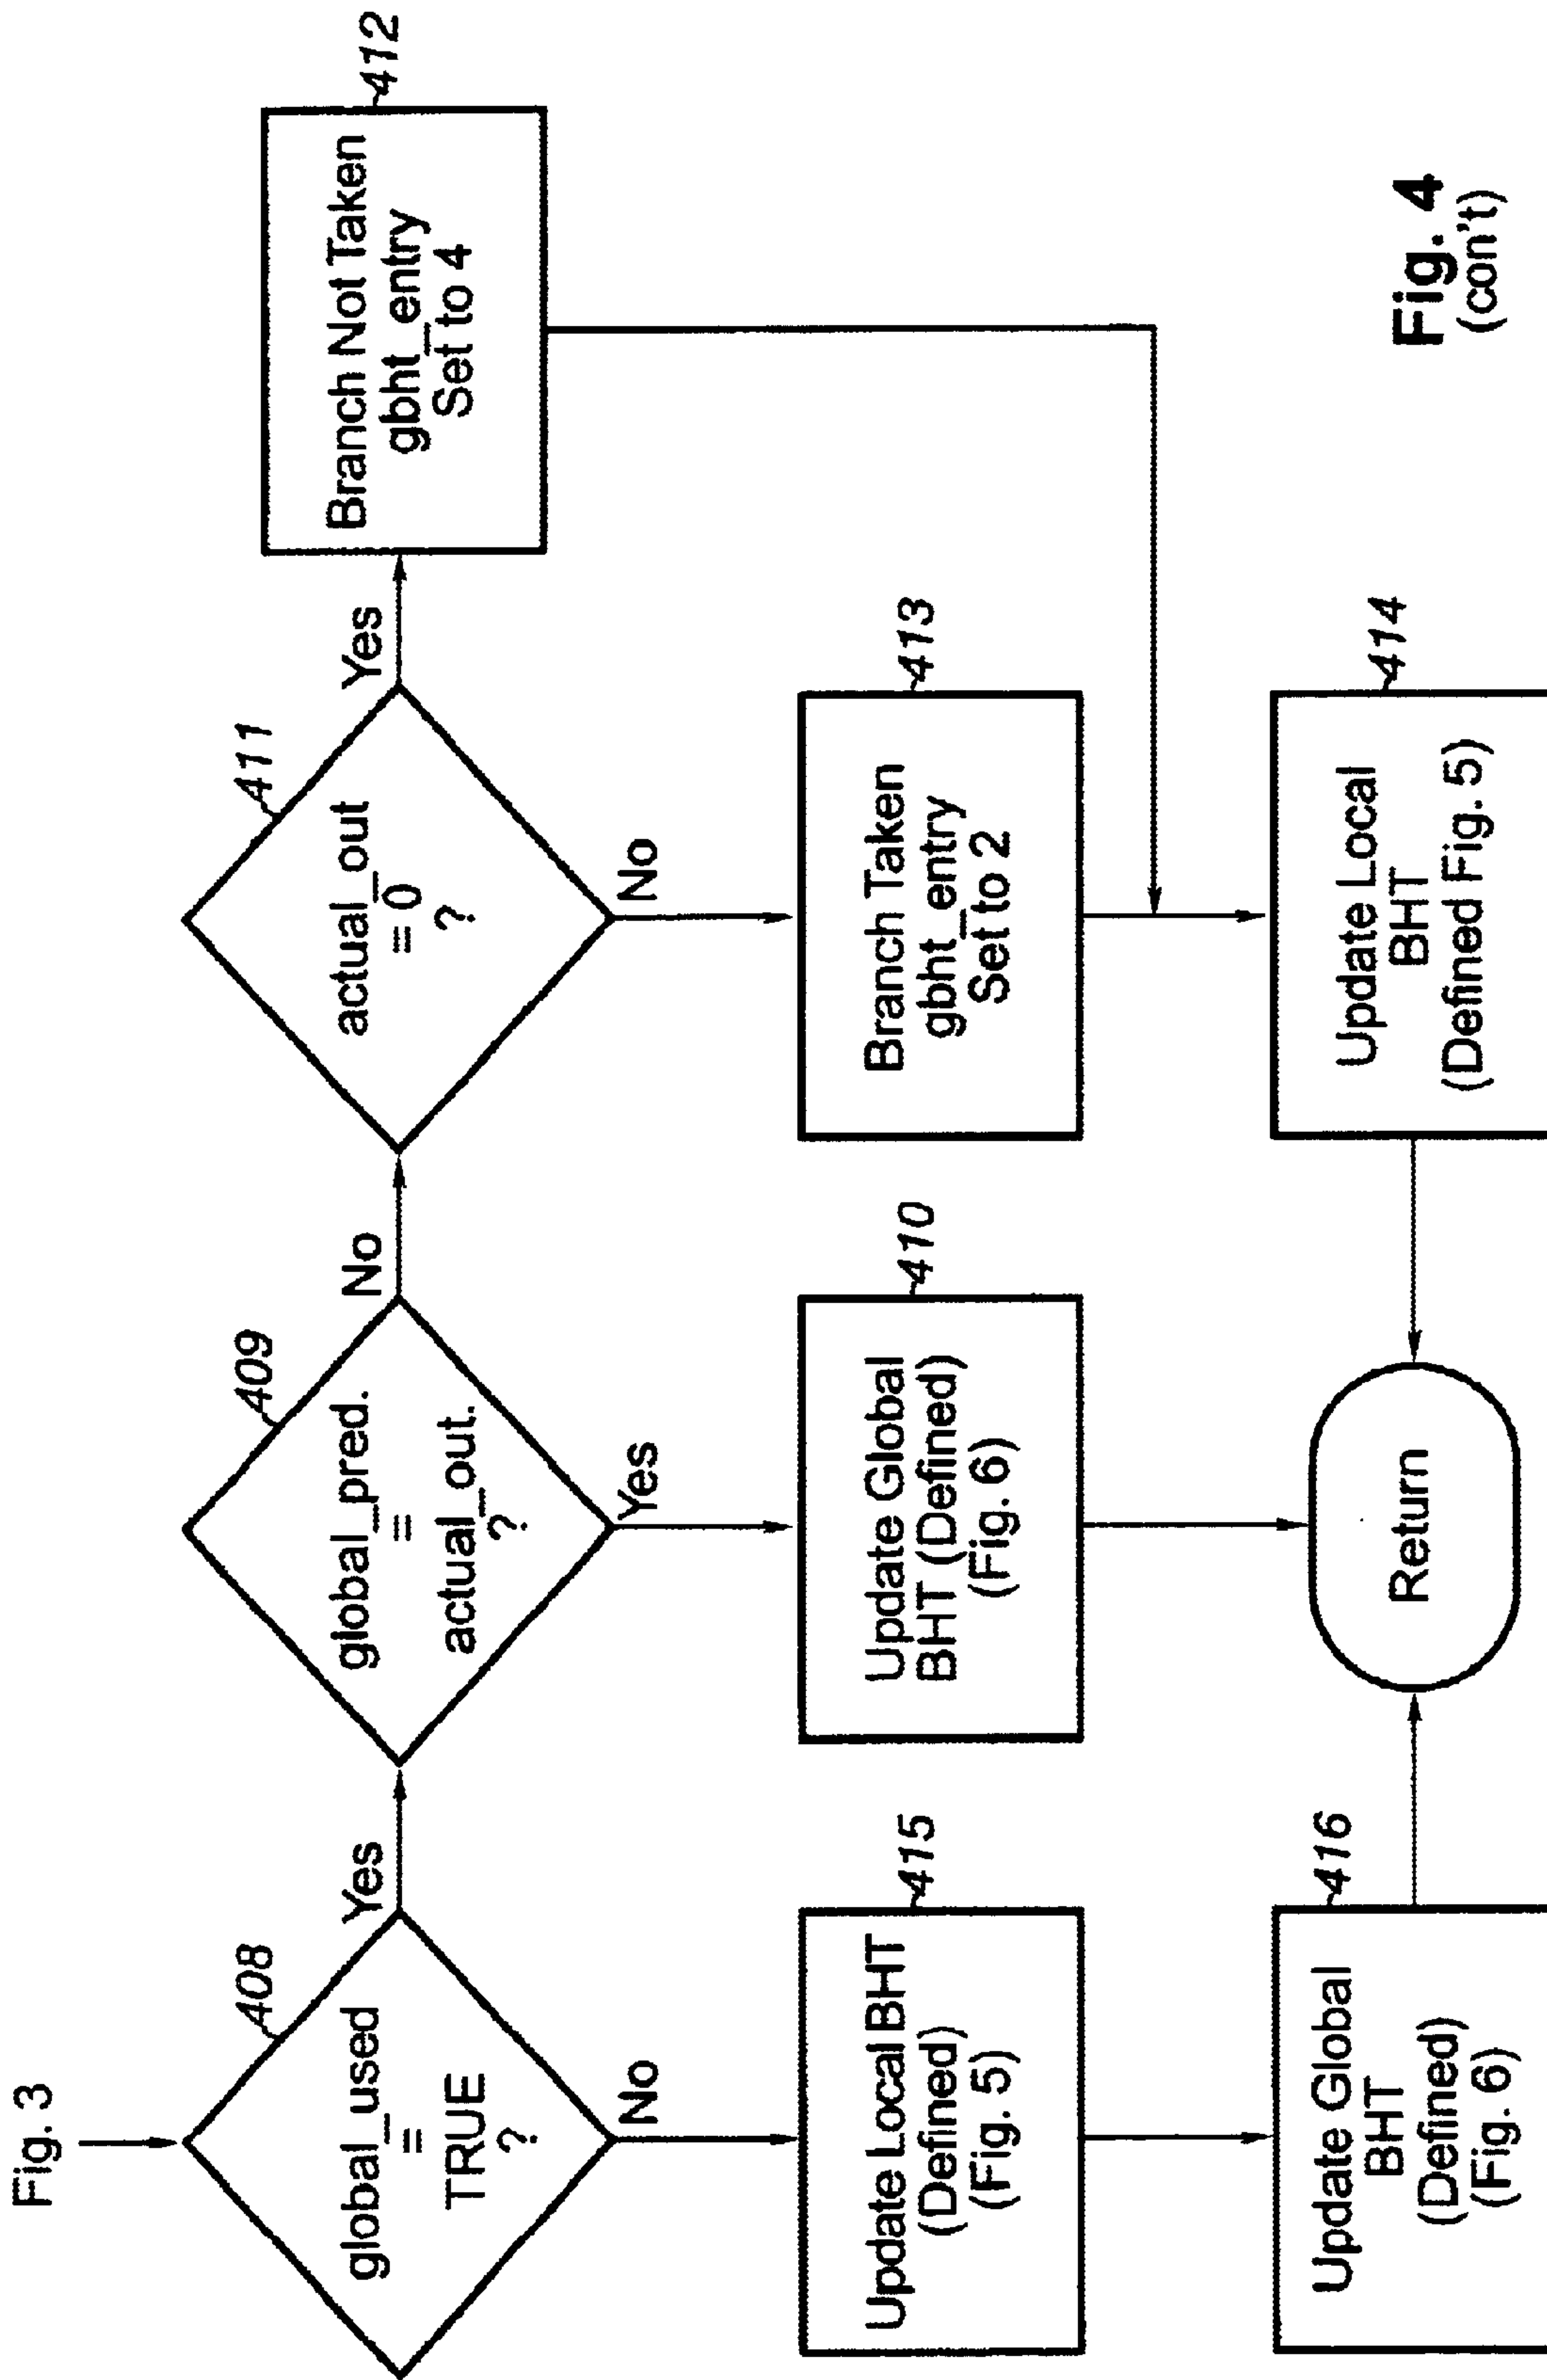 Fig. 3
408
global_used
=
TRUE
?
Yes
No
409
global_pred.
=
actual_out.
?
No
Yes
411
actual_out
= 0
?
Yes
No
412
Branch Not Taken
gbht_entry
Set to 4
415
Update Local BHT
(Defined)
(Fig. 5)
410
Update Global
BHT (Defined)
(Fig. 6)
413
Branch Taken
gbht_entry
Set to 2
416
Update Global
BHT
(Defined)
(Fig. 6)
Return
414
Update Local
BHT
(Defined Fig. 5)
Fig. 4
(con't)